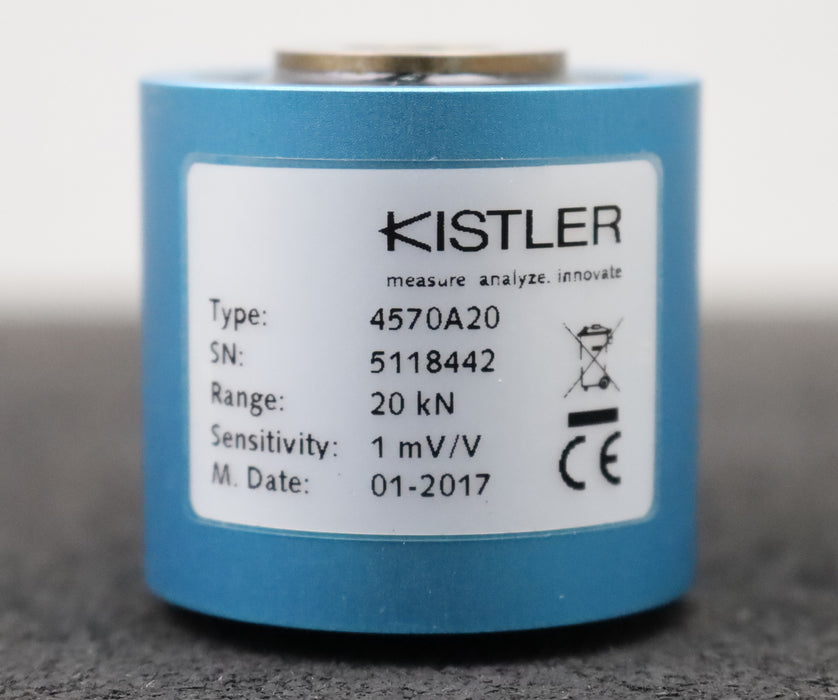 KISTLER
measure analyze. innovate
Type: 4570A20
SN: 5118442
Range: 20 kN
Sensitivity: 1 mV/V
M. Date: 01-2017
CE